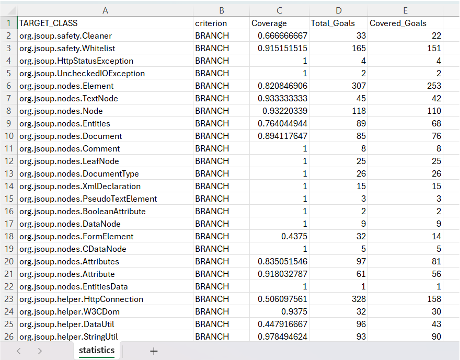 A B C D E
1 TARGET_CLASS criterion Coverage Total_Goals Covered_Goals
2 org.jsoup.safety.Cleaner BRANCH 0.666666667 33 22
3 org.jsoup.safety.Whitelist BRANCH 0.915151515 165 151
4 org.jsoup.HttpStatusException BRANCH 1 4 4
5 org.jsoup.UncheckedIOException BRANCH 1 2 2
6 org.jsoup.nodes.Element BRANCH 0.820846906 307 253
7 org.jsoup.nodes.TextNode BRANCH 0.933333333 45 42
8 org.jsoup.nodes.Node BRANCH 0.93220339 118 110
9 org.jsoup.nodes.Entities BRANCH 0.764044944 89 68
10 org.jsoup.nodes.Document BRANCH 0.894117647 85 76
11 org.jsoup.nodes.Comment BRANCH 1 8 8
12 org.jsoup.nodes.LeafNode BRANCH 1 25 25
13 org.jsoup.nodes.DocumentType BRANCH 1 26 26
14 org.jsoup.nodes.XmlDeclaration BRANCH 1 15 15
15 org.jsoup.nodes.PseudoTextElement BRANCH 1 3 3
16 org.jsoup.nodes.BooleanAttribute BRANCH 1 2 2
17 org.jsoup.nodes.DataNode BRANCH 1 9 9
18 org.jsoup.nodes.FormElement BRANCH 0.4375 32 14
19 org.jsoup.nodes.CDataNode BRANCH 1 5 5
20 org.jsoup.nodes.Attributes BRANCH 0.835051546 97 81
21 org.jsoup.nodes.Attribute BRANCH 0.918032787 61 56
22 org.jsoup.nodes.EntitiesData BRANCH 1 1 1
23 org.jsoup.helper.HttpConnection BRANCH 0.506097561 328 158
24 org.jsoup.helper.W3CDom BRANCH 0.9375 32 30
25 org.jsoup.helper.DataUtil BRANCH 0.447916667 96 43
26 org.jsoup.helper.StringUtil BRANCH 0.978494624 93 90
statistics